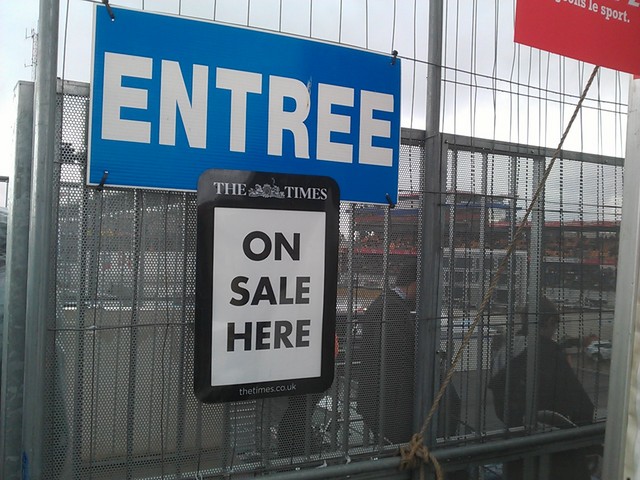 le sport.
ENTREE
THE TIMES
ON
SALE
HERE
thetimes.co.uk